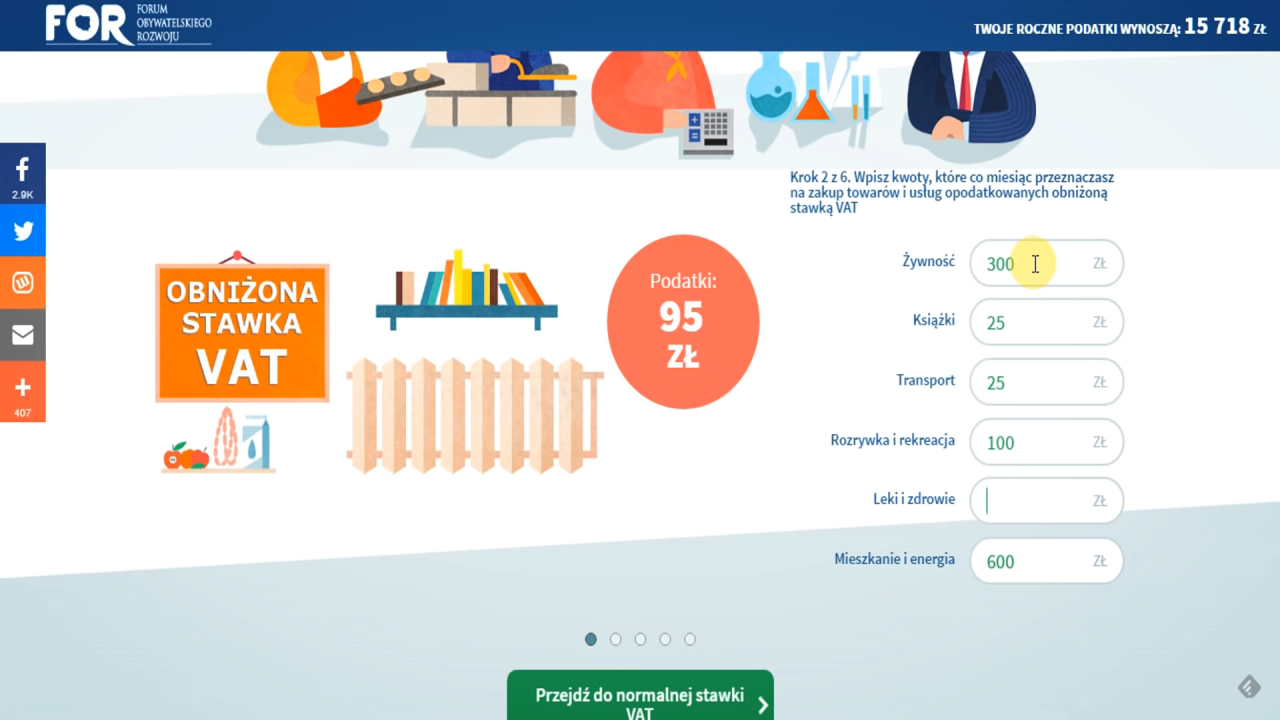 FOR
FORUM
OBYWATELSKIEGO
ROZWOJU
TWOJE ROCZNE PODATKI WYNOSZĄ: 15 718 ZŁ
2.9K
407
Krok 2 z 6. Wpisz kwoty, które co miesiąc przeznaczasz
na zakup towarów i usług opodatkowanych obniżoną
stawką VAT
OBNIŻONA
STAWKA
VAT
Podatki:
95
ZŁ
Żywność 300 ZŁ
Książki 25 ZŁ
Transport 25 ZŁ
Rozrywka i rekreacja 100 ZŁ
Leki i zdrowie ZŁ
Mieszkanie i energia 600 ZŁ
Przejdź do normalnej stawki
VAT